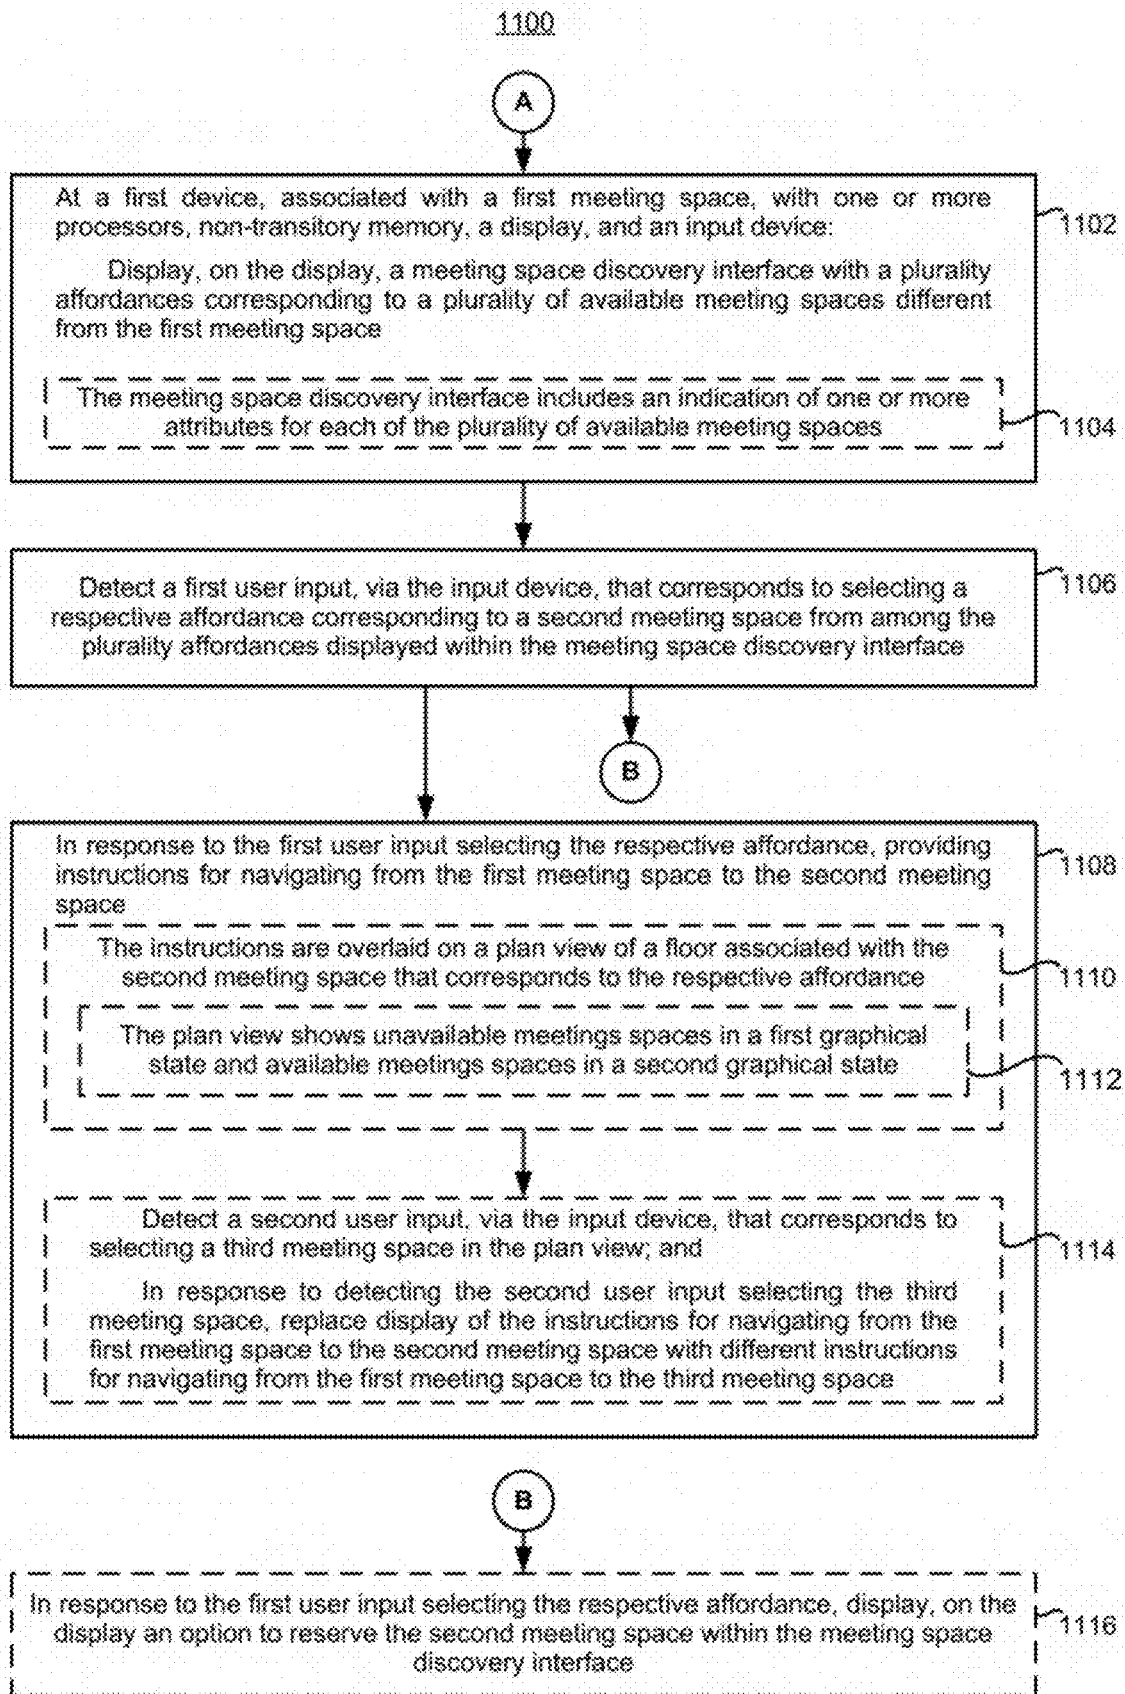 1100
A
At a first device, associated with a first meeting space, with one or more
processors, non-transitory memory, a display, and an input device:
Display, on the display, a meeting space discovery interface with a plurality
affordances corresponding to a plurality of available meeting spaces different
from the first meeting space
1102
The meeting space discovery interface includes an indication of one or more
attributes for each of the plurality of available meeting spaces
1104
Detect a first user input, via the input device, that corresponds to selecting a
respective affordance corresponding to a second meeting space from among the
plurality affordances displayed within the meeting space discovery interface
1106
B
In response to the first user input selecting the respective affordance, providing
instructions for navigating from the first meeting space to the second meeting
space
1108
The instructions are overlaid on a plan view of a floor associated with the
second meeting space that corresponds to the respective affordance
1110
The plan view shows unavailable meetings spaces in a first graphical
state and available meetings spaces in a second graphical state
1112
Detect a second user input, via the input device, that corresponds to
selecting a third meeting space in the plan view; and
In response to detecting the second user input selecting the third
meeting space, replace display of the instructions for navigating from the
first meeting space to the second meeting space with different instructions
for navigating from the first meeting space to the third meeting space
1114
B
In response to the first user input selecting the respective affordance, display, on the
display an option to reserve the second meeting space within the meeting space
discovery interface
1116